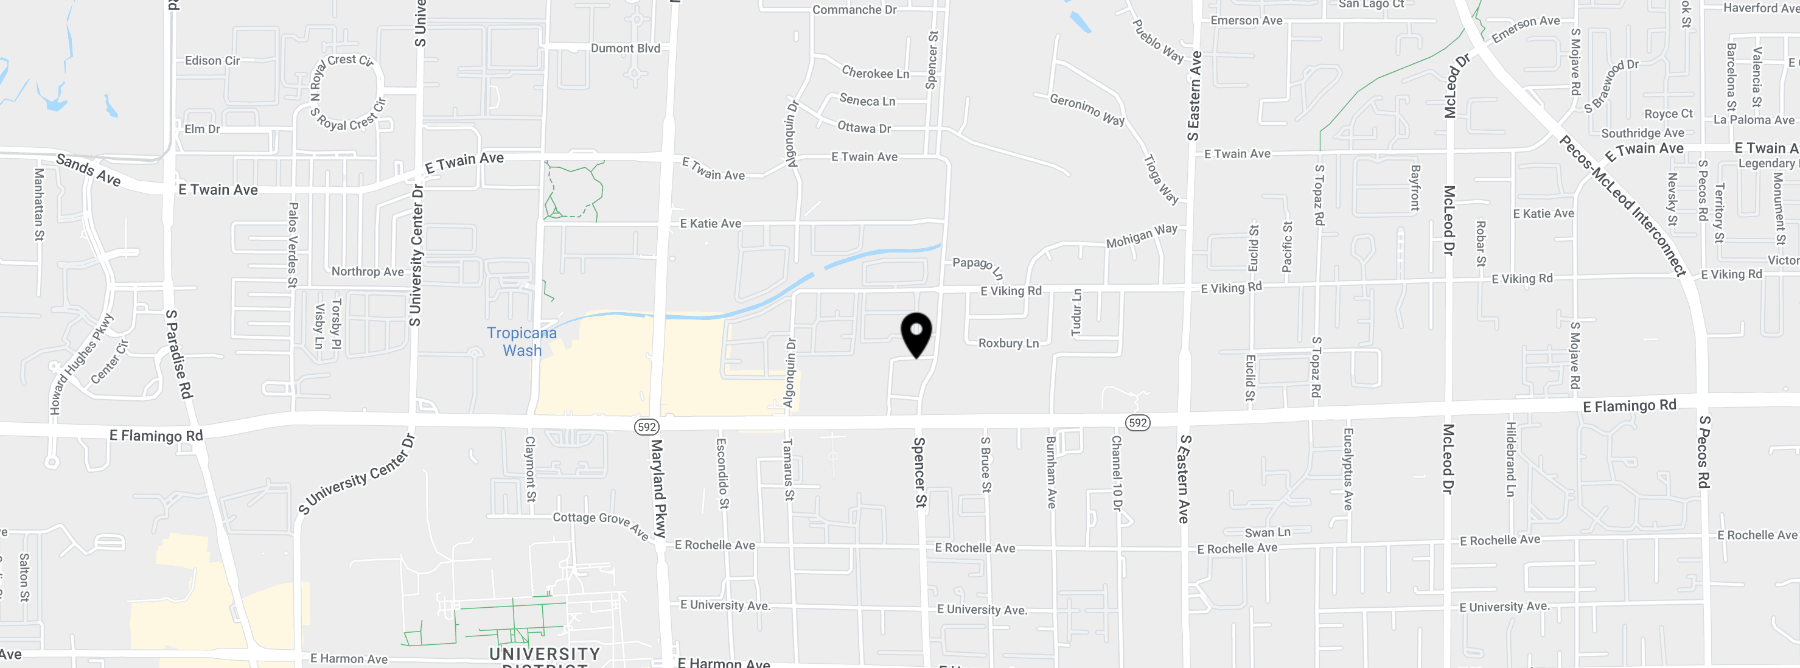 Commanche Dr
San Lago Ct
Haverford Ave
Emerson Ave
Emerson Ave
S Unive
S Mojave Rd
Pueblo Way
Dumont Blvd
Edison Cir
N Royal Crest Cir
S Royal Crest Cir
Cherokee Ln
Spencer St
S Eastern Ave
McLeod Dr
S Braewood Dr
Barcelona St
Valencia St
Seneca Ln
Geronimo Way
Royce Ct
La Paloma Ave
Algonquin Dr
Ottawa Dr
Elm Dr
Southridge Ave
Sands Ave
E Twain Ave
E Twain Ave
E Twain Ave
E Twain Ave
E Twain Ave
E Twain Ave
E Twain A
Legendary
Pecos-McLeod Interconnect
Tioga Way
Manhattan St
S University Center Dr
Palos Verdes St
S Topaz Rd
Bayfront
McLeod Dr
Nevsky St
S Pecos Rd
Territory St
Monument St
E Katie Ave
E Katie Ave
Mohigan Way
Euclid St
Pacific St
Robar St
Northrop Ave
Papago Ln
Victor
E Viking Rd
E Viking Rd
E Viking Rd
E Viking Rd
Howard Hughes Pkwy
Center Cir
S Paradise Rd
Visby Ln
Torsby Pl
Tropicana
Wash
Tudur Ln
Roxbury Ln
Algonquin Dr
Euclid St
S Topaz Rd
S Mojave Rd
E Flamingo Rd
592
592
E Flamingo Rd
S University Center Dr
Claymont St
Maryland Pkwy
Escondido St
Tamarus St
Spencer St
S Bruce St
Burnham Ave
Channel 10 Dr
S Eastern Ave
Eucalyptus Ave
McLeod Dr
Hildebrand Ln
S Pecos Rd
Cottage Grove Ave
Swan Ln
E Rochelle Ave
E Rochelle Ave
E Rochelle Ave
E Rochelle Ave
E Rochelle Ave
Salton St
E University Ave.
E University Ave.
E University Ave.
UNIVERSITY
DISTRICT
Ave
E Harmon Ave
E Harmon Ave